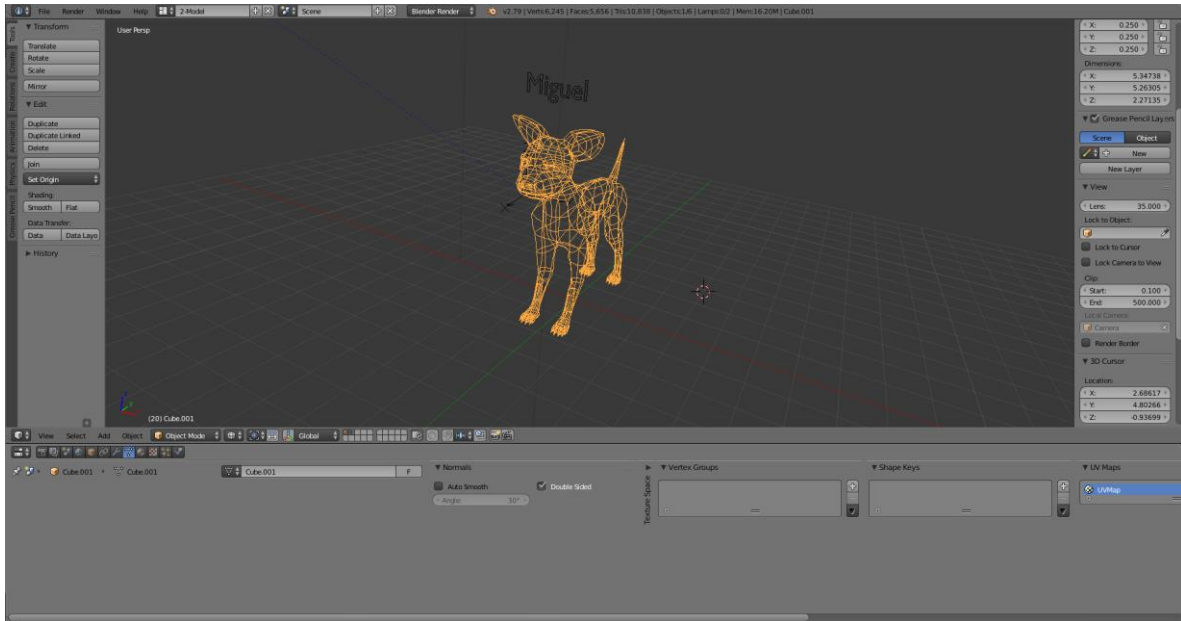 File Render Window Help 2-Model Scene Blender Render v2.79 | Verts:6,245 | Faces:5,656 | Tris:10,838 | Objects:1/6 | Lamps:0/2 | Mem:16.20M | Cube.001
Tools
Create
Relations
Animation
Physics
Grease Pencil
Transform
Translate
Rotate
Scale
Mirror
Edit
Duplicate
Duplicate Linked
Delete
Join
Set Origin
Shading:
Smooth Flat
Data Transfer:
Data Data Layo
History
User Persp
Miguel
(20) Cube.001
X: 0.250
Y: 0.250
Z: 0.250
Dimensions:
X: 5.34738
Y: 5.26305
Z: 2.27135
Grease Pencil Layers
Scene Object
New
New Layer
View
Lens: 35.000
Lock to Object:
Lock to Cursor
Lock Camera to View
Clip:
Start: 0.100
End: 500.000
Local Camera:
Camera
Render Border
3D Cursor
Location:
X: 2.68617
Y: 4.80266
Z: -0.93699
View Select Add Object Object Mode Global
Cube.001 Cube.001
Cube.001 F
Normals
Auto Smooth Double Sided
Angle: 30°
Texture Space
Vertex Groups
Shape Keys
UV Maps
UVMap